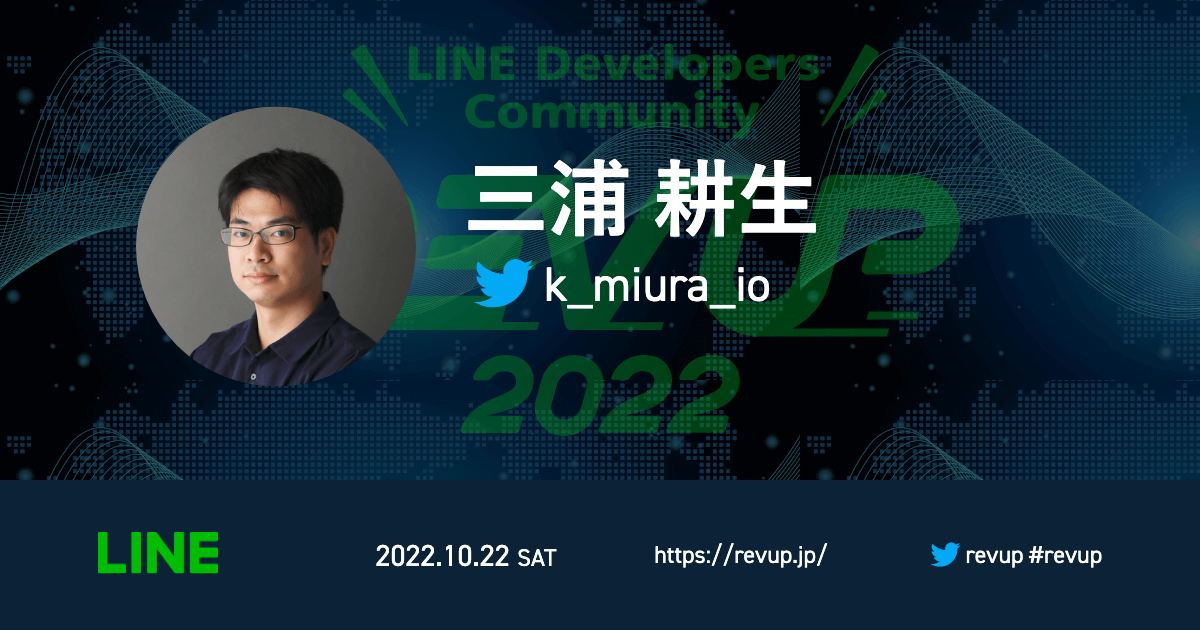 LINE Developers
Community
REVUP
2022
三浦 耕生
k_miura_io
LINE
2022.10.22 SAT
https://revup.jp/
revup #revup